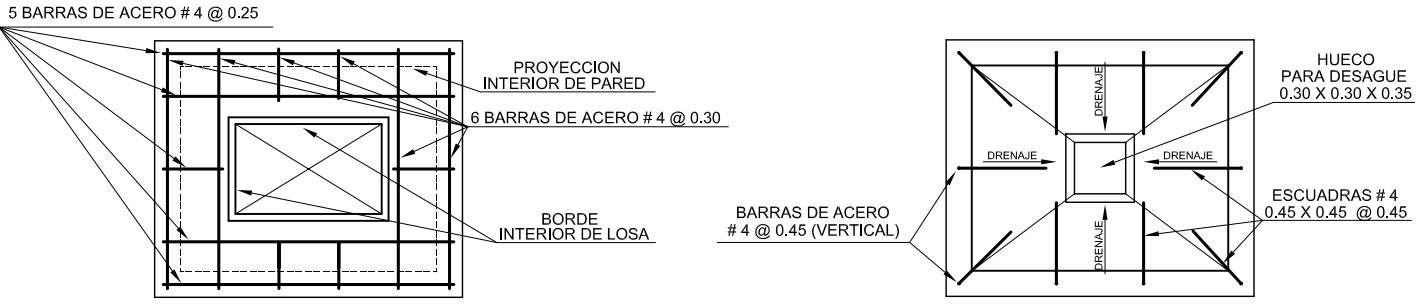 5 BARRAS DE ACERO # 4 @ 0.25
PROYECCION
INTERIOR DE PARED
6 BARRAS DE ACERO # 4 @ 0.30
BORDE
INTERIOR DE LOSA
HUECO
PARA DESAGUE
0.30 X 0.30 X 0.35
DRENAJE
DRENAJE
DRENAJE
DRENAJE
BARRAS DE ACERO
# 4 @ 0.45 (VERTICAL)
ESCUADRAS # 4
0.45 X 0.45 @ 0.45